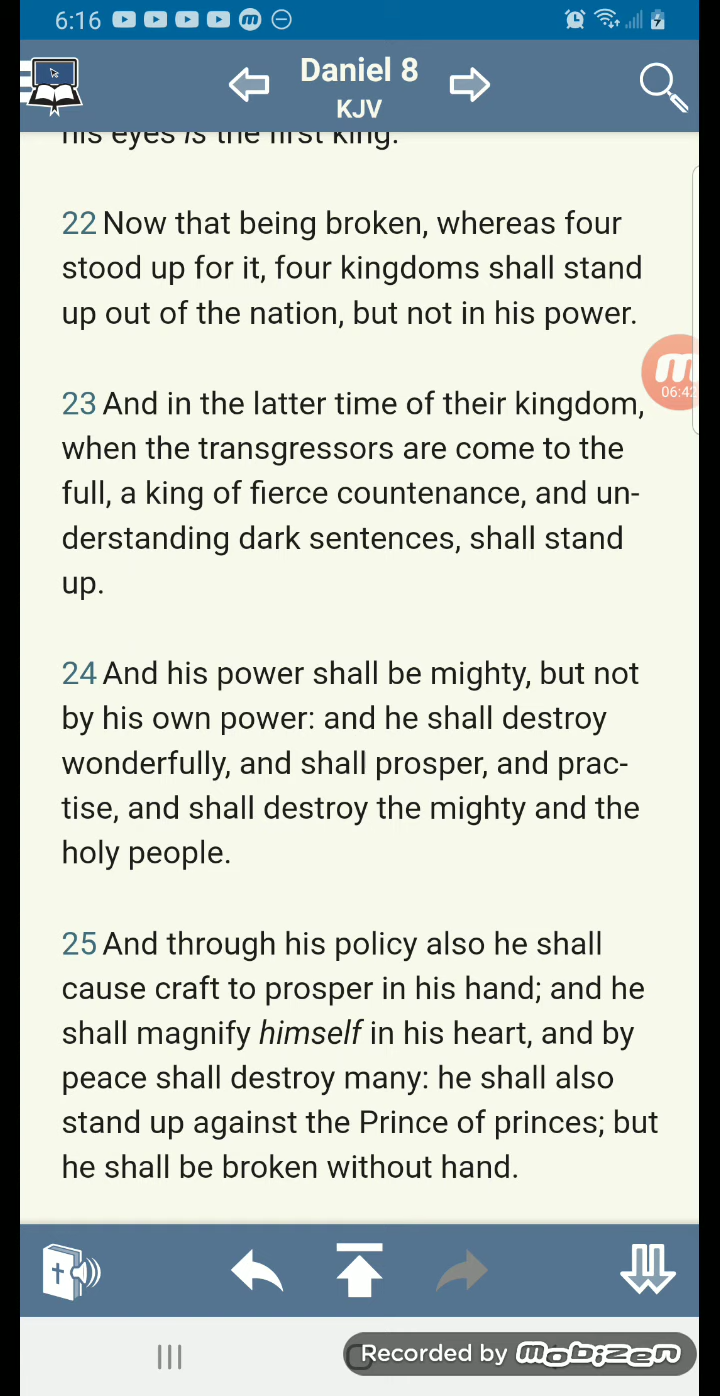 6:16
Daniel 8
KJV
his eyes is the first king.
22 Now that being broken, whereas four
stood up for it, four kingdoms shall stand
up out of the nation, but not in his power.
06:42
23 And in the latter time of their kingdom,
when the transgressors are come to the
full, a king of fierce countenance, and un-
derstanding dark sentences, shall stand
up.
24 And his power shall be mighty, but not
by his own power: and he shall destroy
wonderfully, and shall prosper, and prac-
tise, and shall destroy the mighty and the
holy people.
25 And through his policy also he shall
cause craft to prosper in his hand; and he
shall magnify himself in his heart, and by
peace shall destroy many: he shall also
stand up against the Prince of princes; but
he shall be broken without hand.
Recorded by mobizen